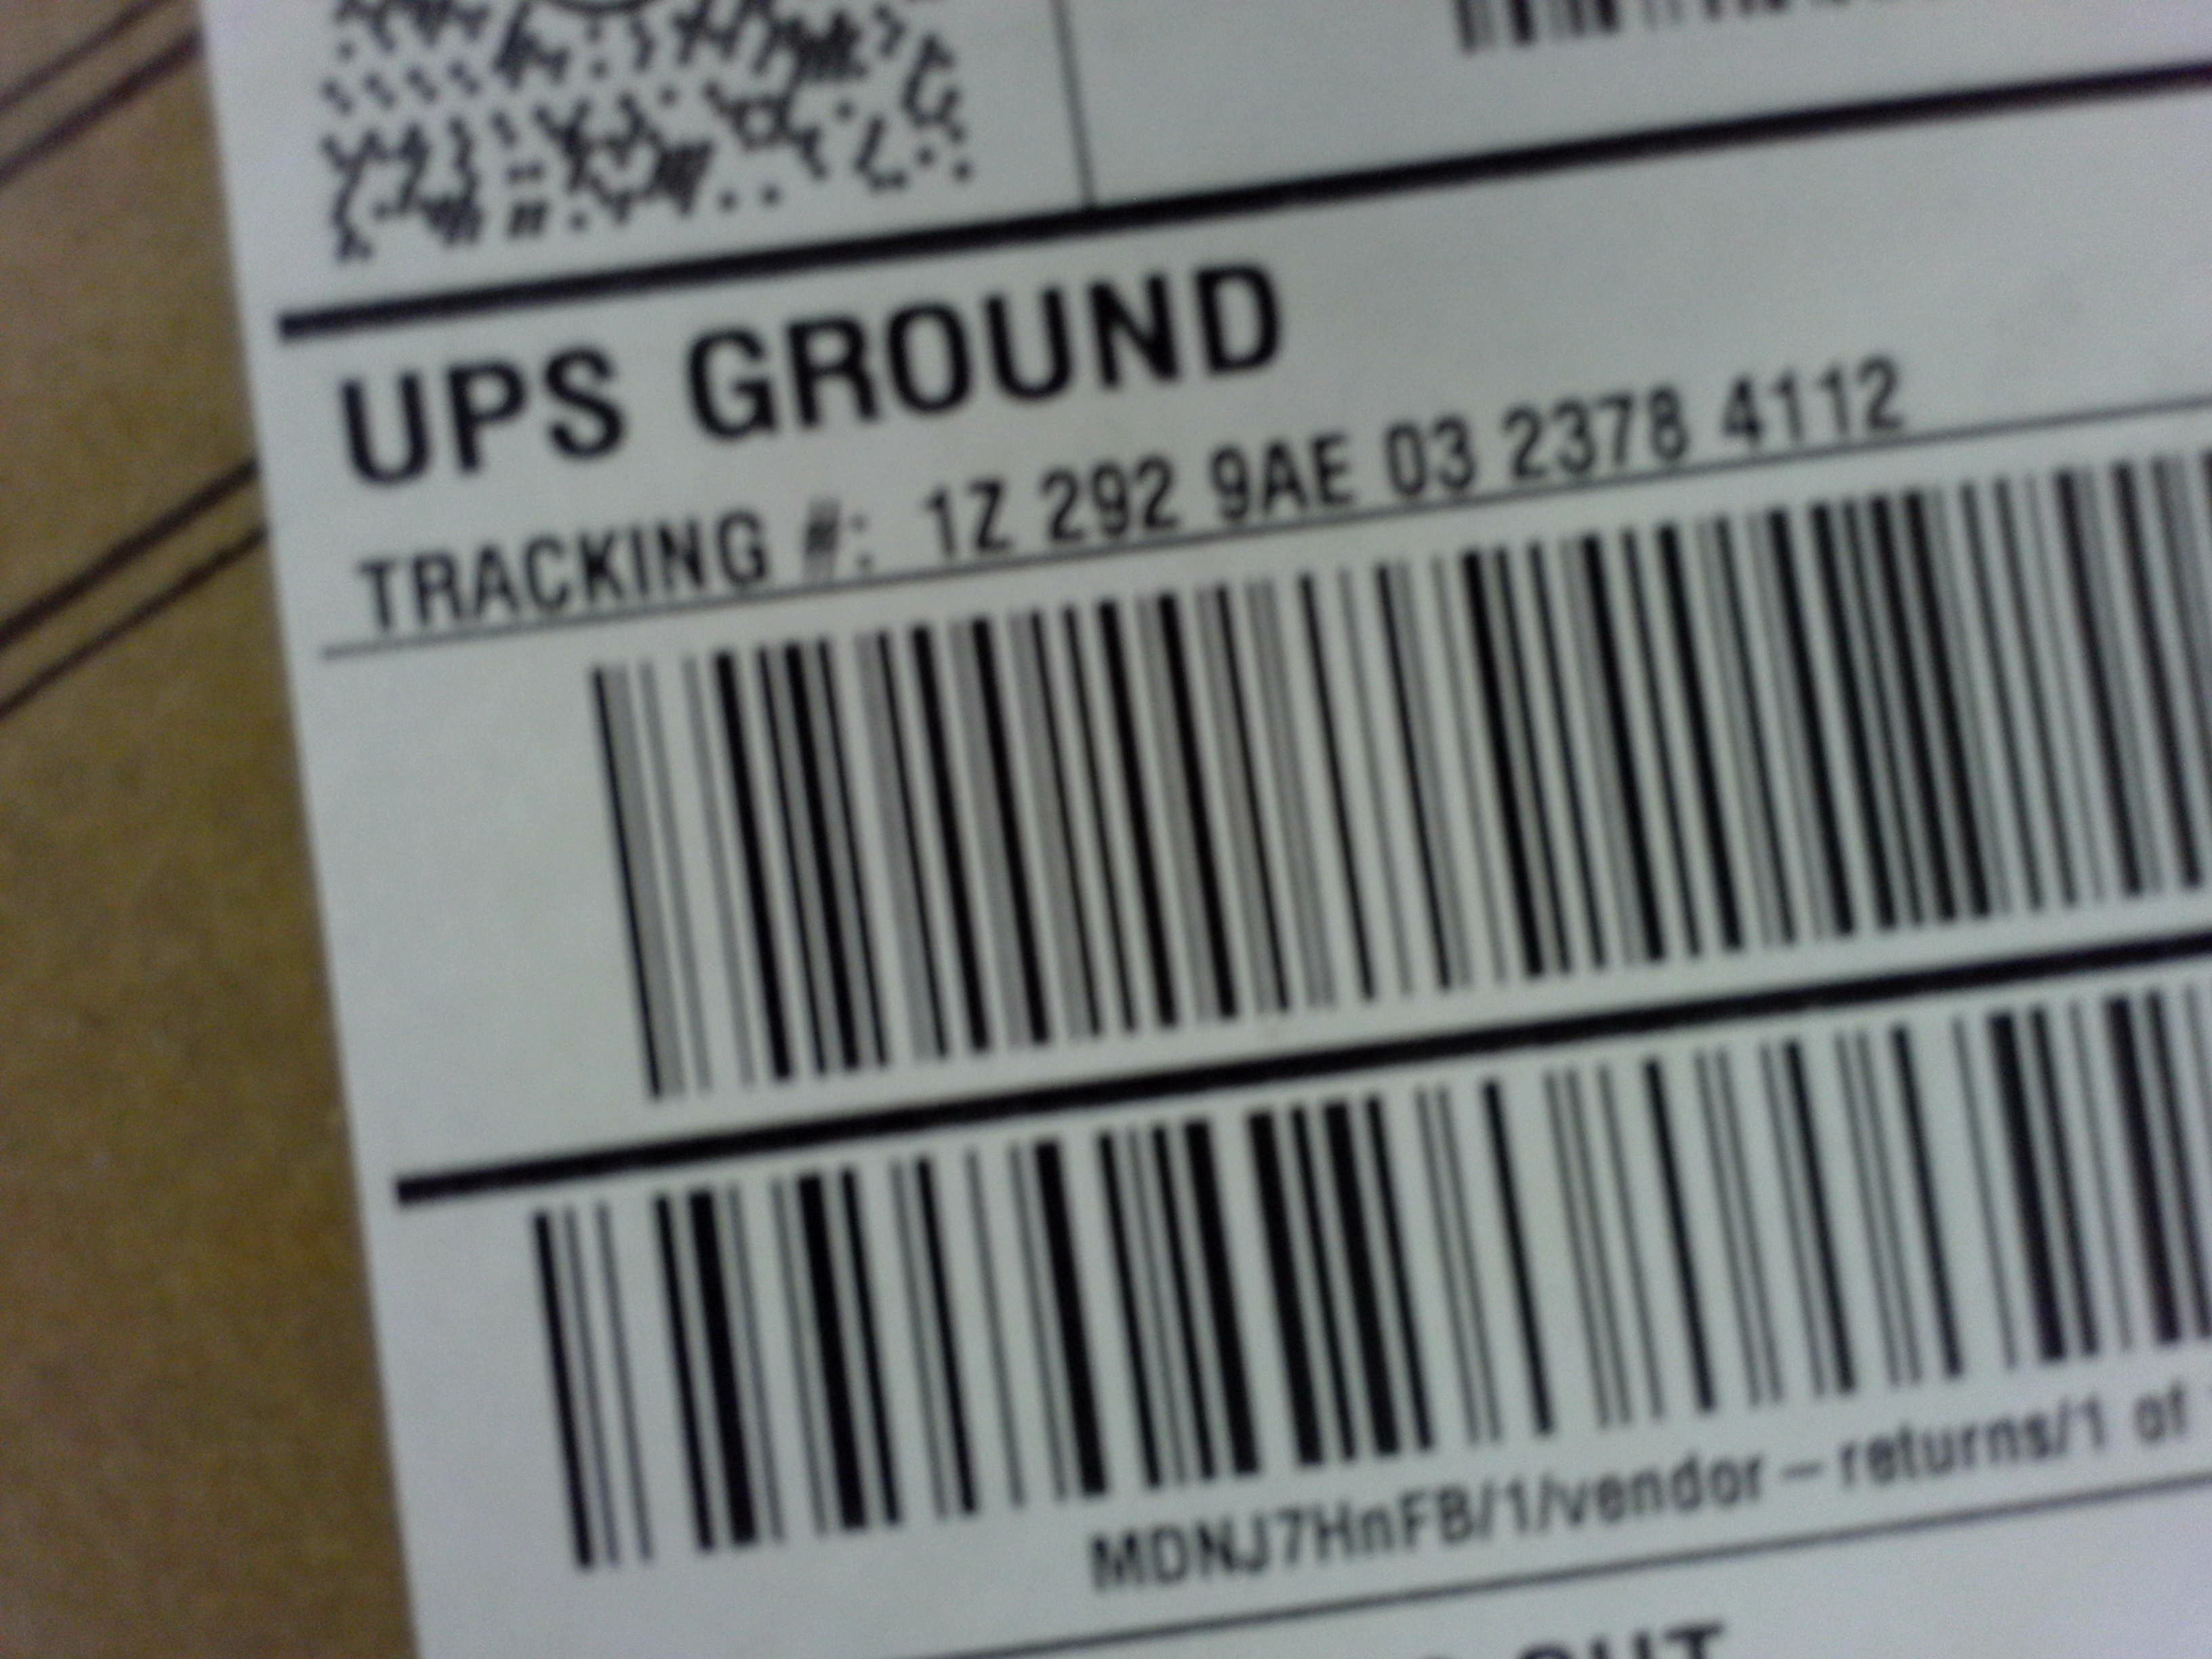 UPS GROUND
TRACKING #: 1Z 292 9AE 03 2378 4112
MDNJ7HnFB/1/vendor-returns/1 of